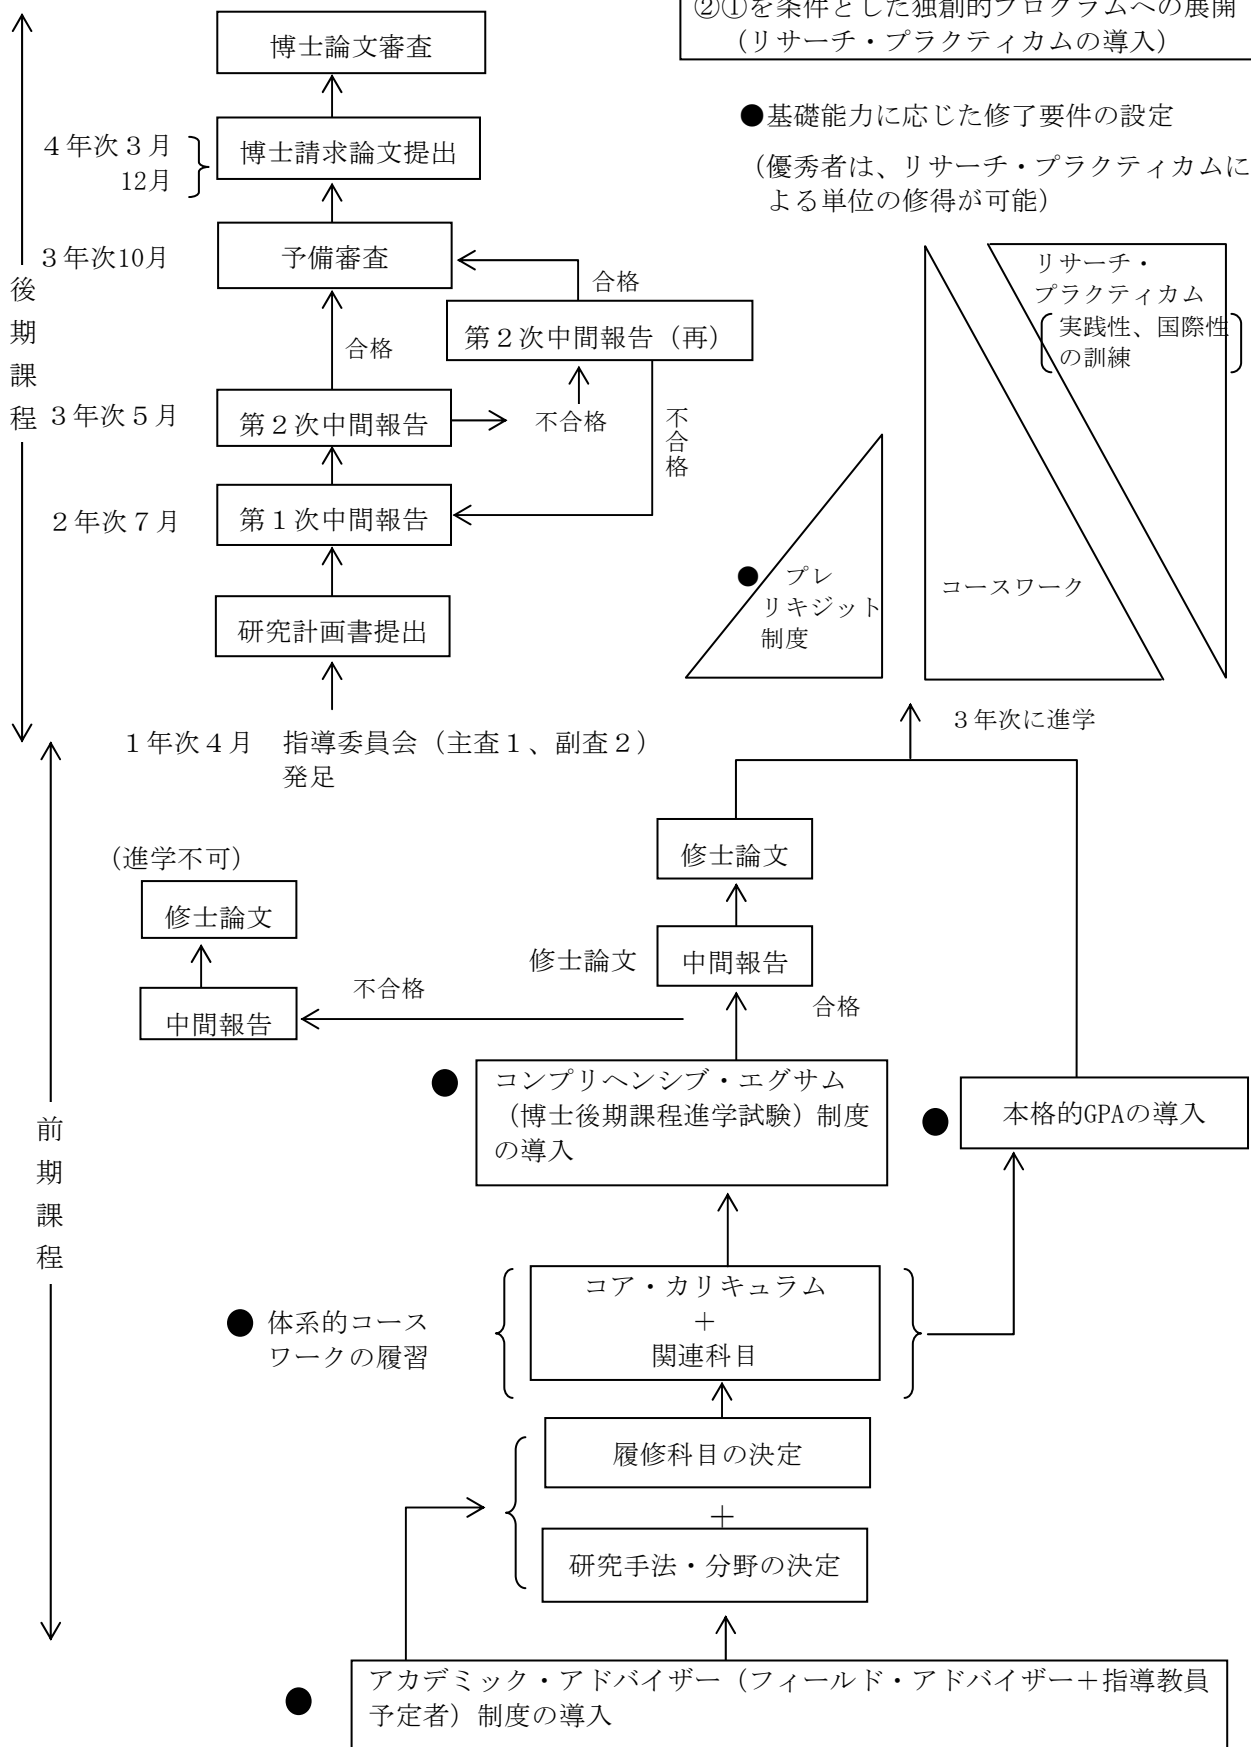 ②①を条件とした独創的プログラムへの展開
（リサーチ・プラクティカムの導入）
博士論文審査
●基礎能力に応じた修了要件の設定
４年次３月
12月
博士請求論文提出
（優秀者は、リサーチ・プラクティカムに
よる単位の修得が可能）
３年次10月
予備審査
合格
リサーチ・
プラクティカム
実践性、国際性
の訓練
後期課程
第２次中間報告（再）
合格
３年次５月
第２次中間報告
不合格
不合格
２年次７月
第１次中間報告
● プレ
リキジット
制度
コースワーク
研究計画書提出
１年次４月　指導委員会（主査１、副査２）
発足
３年次に進学
（進学不可）
修士論文
修士論文
修士論文
中間報告
不合格
合格
中間報告
前期課程
● コンプリヘンシブ・エグサム
（博士後期課程進学試験）制度
の導入
● 本格的GPAの導入
● 体系的コース
ワークの履習
コア・カリキュラム
＋
関連科目
履修科目の決定
＋
研究手法・分野の決定
● アカデミック・アドバイザー（フィールド・アドバイザー＋指導教員
予定者）制度の導入